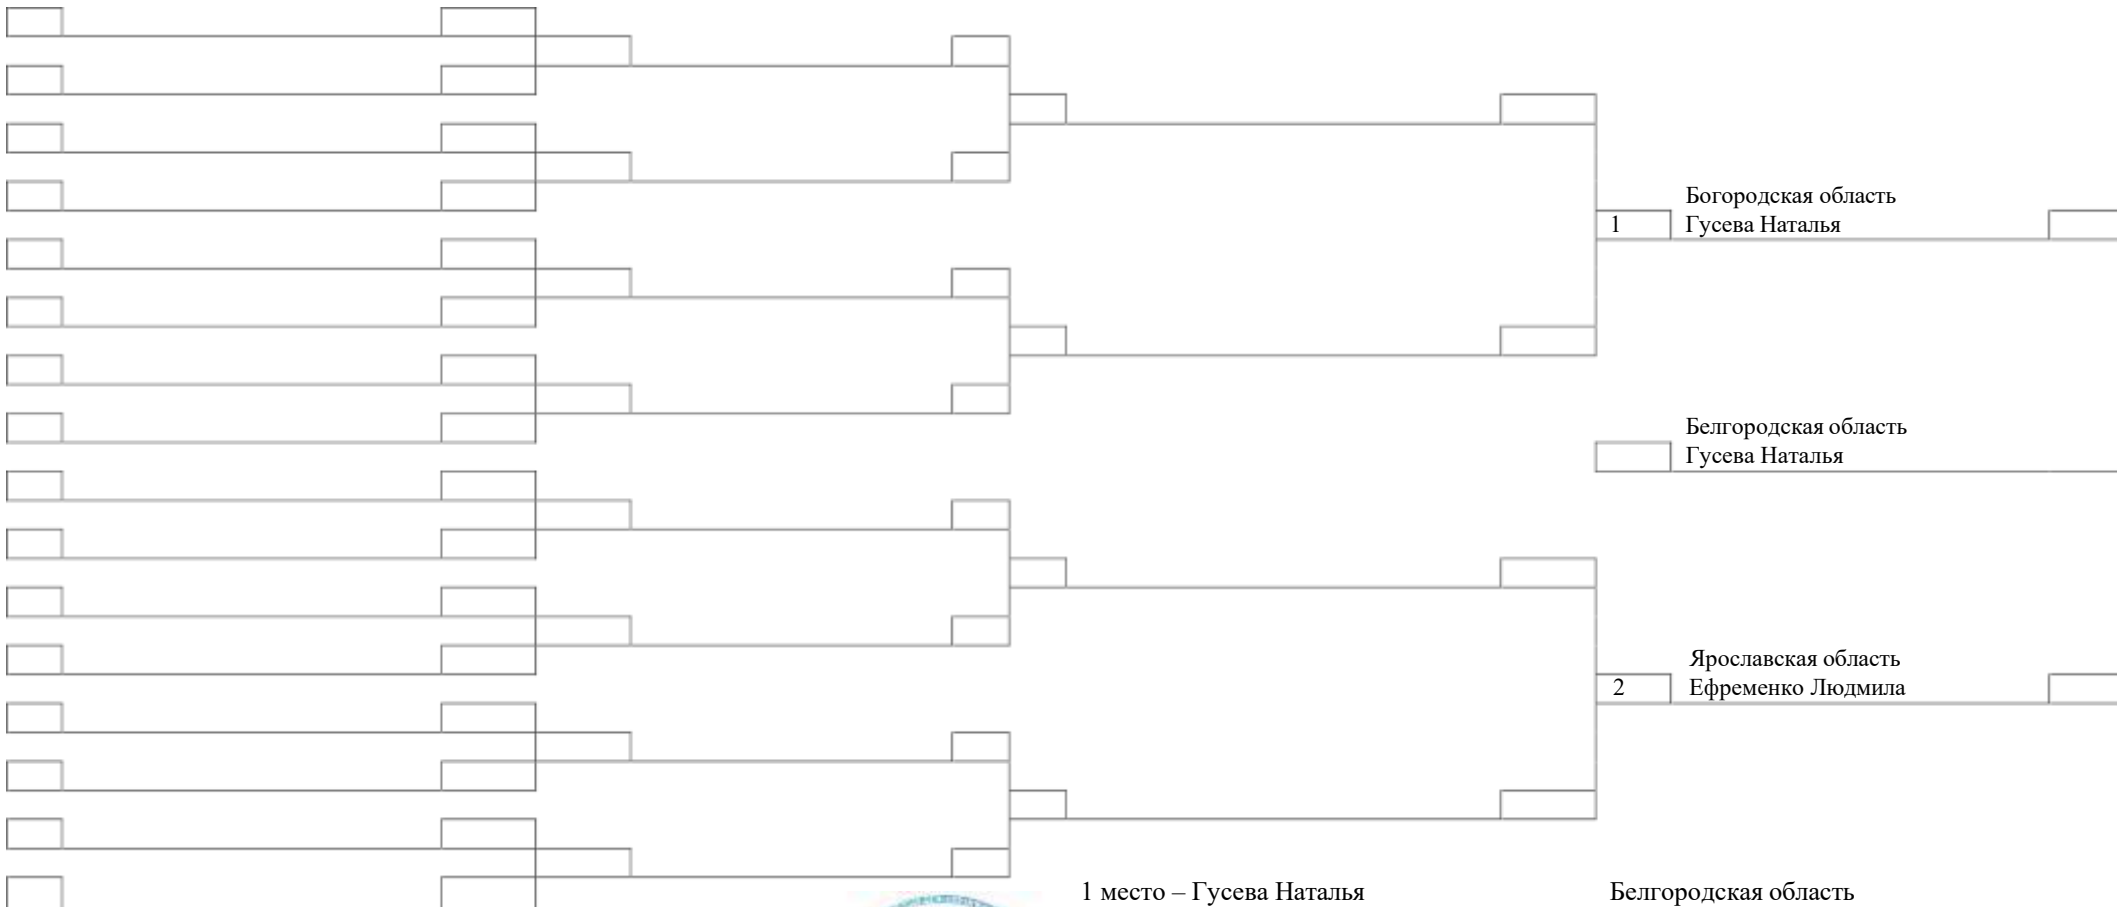 Богородская область
1 Гусева Наталья
Белгородская область
Гусева Наталья
Ярославская область
2 Ефременко Людмила
1 место – Гусева Наталья Белгородская область